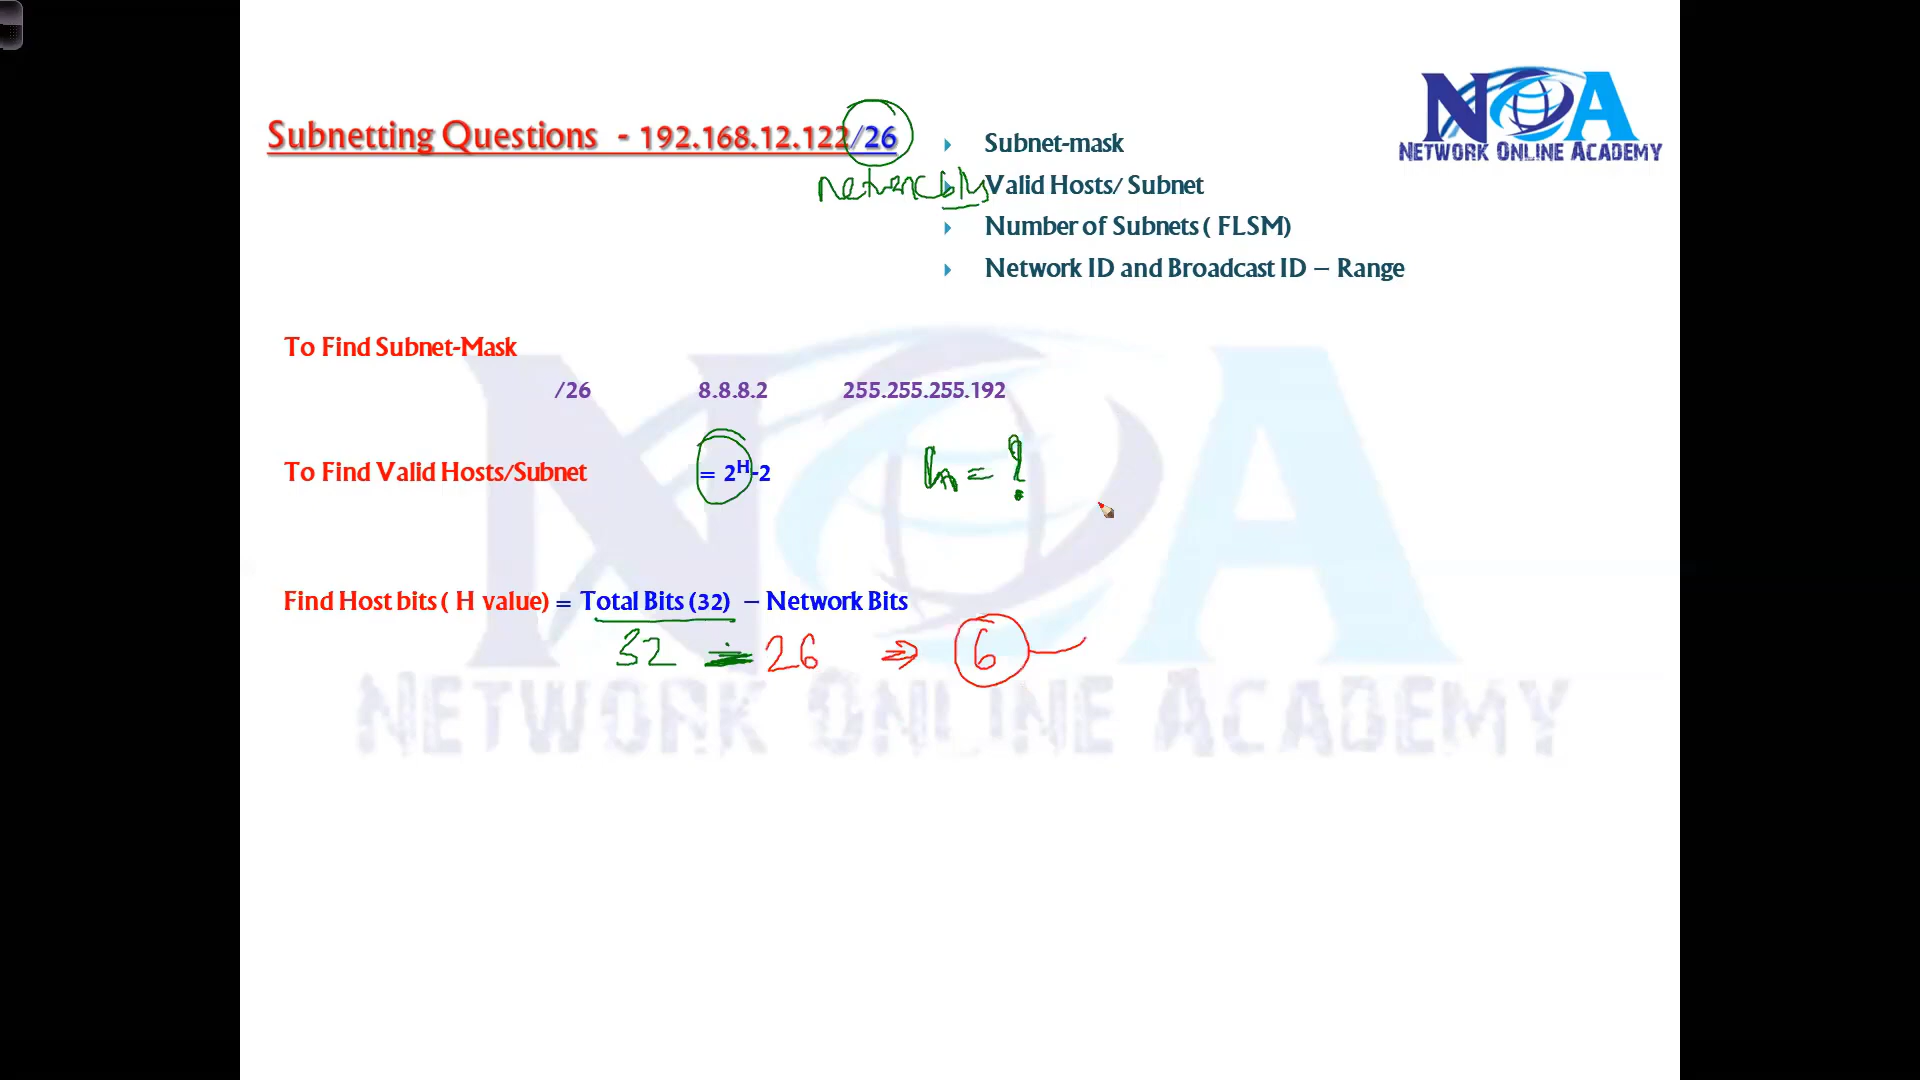 Subnetting Questions - 192.168.12.122/26
Subnet-mask
Valid Hosts/ Subnet
Number of Subnets ( FLSM)
Network ID and Broadcast ID – Range
NOA
NETWORK ONLINE ACADEMY
To Find Subnet-Mask
/26 8.8.8.2 255.255.255.192
To Find Valid Hosts/Subnet = 2^H-2 = ?
Find Host bits ( H value) = Total Bits (32) – Network Bits
32 - 26 ⇒ 6
NOA
NETWORK ONLINE ACADEMY